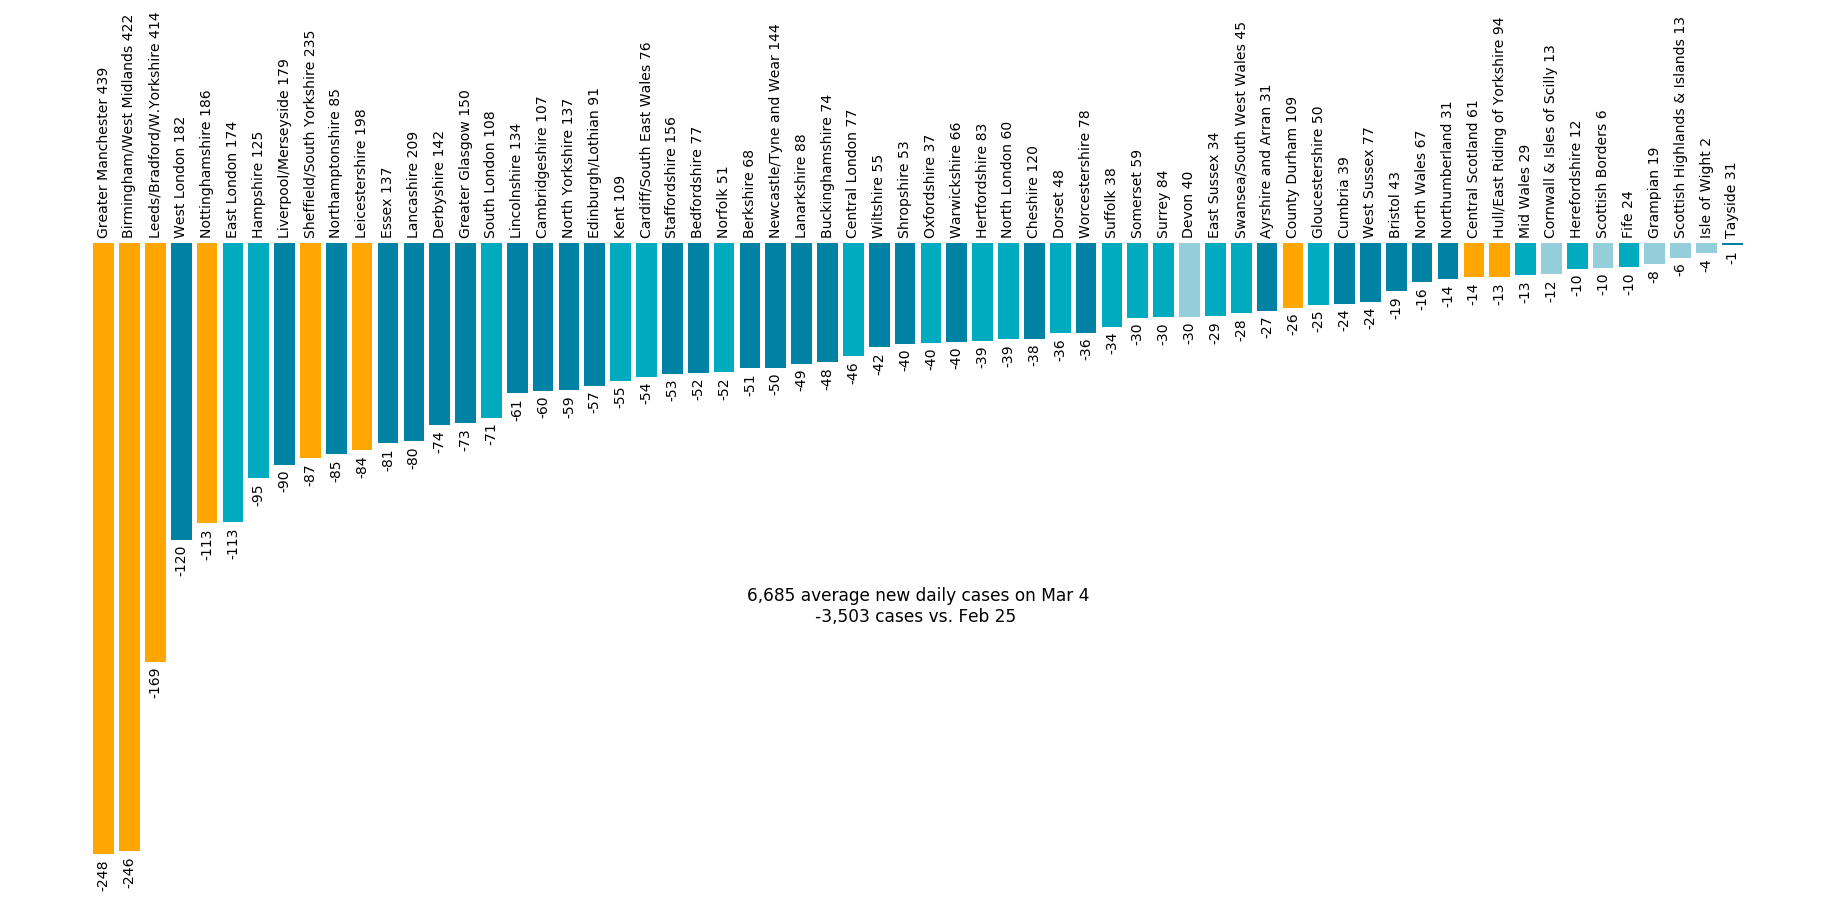 Greater Manchester 439
Birmingham/West Midlands 422
Leeds/Bradford/W.Yorkshire 414
West London 182
Nottinghamshire 186
East London 174
Hampshire 125
Liverpool/Merseyside 179
Sheffield/South Yorkshire 235
Northamptonshire 85
Leicestershire 198
Essex 137
Lancashire 209
Derbyshire 142
Greater Glasgow 150
South London 108
Lincolnshire 134
Cambridgeshire 107
North Yorkshire 137
Edinburgh/Lothian 91
Kent 109
Cardiff/South East Wales 76
Staffordshire 156
Bedfordshire 77
Norfolk 51
Berkshire 68
Newcastle/Tyne and Wear 144
Lanarkshire 88
Buckinghamshire 74
Central London 77
Wiltshire 55
Shropshire 53
Oxfordshire 37
Warwickshire 66
Hertfordshire 83
North London 60
Cheshire 120
Dorset 48
Worcestershire 78
Suffolk 38
Somerset 59
Surrey 84
Devon 40
East Sussex 34
Swansea/South West Wales 45
Ayrshire and Arran 31
County Durham 109
Gloucestershire 50
Cumbria 39
West Sussex 77
Bristol 43
North Wales 67
Northumberland 31
Central Scotland 61
Hull/East Riding of Yorkshire 94
Mid Wales 29
Cornwall & Isles of Scilly 13
Herefordshire 12
Scottish Borders 6
Fife 24
Grampian 19
Scottish Highlands & Islands 13
Isle of Wight 2
Tayside 31
-248
-246
-169
-120
-113
-113
-95
-90
-87
-85
-84
-81
-80
-74
-73
-71
-61
-60
-59
-57
-55
-54
-53
-52
-52
-51
-50
-49
-48
-46
-42
-40
-40
-40
-39
-39
-38
-36
-36
-34
-30
-30
-30
-29
-28
-27
-26
-25
-24
-24
-19
-16
-14
-14
-13
-13
-12
-10
-10
-10
-8
-6
-4
-1
6,685 average new daily cases on Mar 4
-3,503 cases vs. Feb 25